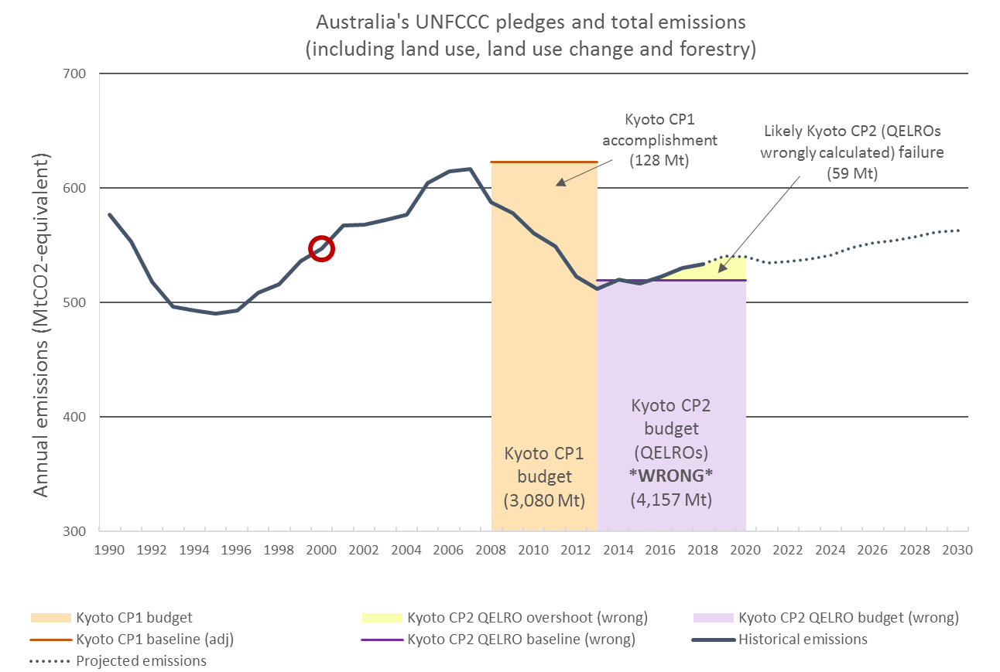 Australia's UNFCCC pledges and total emissions
(including land use, land use change and forestry)
Annual emissions (MtCO2-equivalent)
700
600
500
400
300
Kyoto CP1
accomplishment
(128 Mt)
Likely Kyoto CP2 (QELROs
wrongly calculated) failure
(59 Mt)
Kyoto CP1
budget
(3,080 Mt)
Kyoto CP2
budget
(QELROs)
*WRONG*
(4,157 Mt)
1990 1992 1994 1996 1998 2000 2002 2004 2006 2008 2010 2012 2014 2016 2018 2020 2022 2024 2026 2028 2030
Kyoto CP1 budget
Kyoto CP2 QELRO overshoot (wrong)
Kyoto CP2 QELRO budget (wrong)
Kyoto CP1 baseline (adj)
Kyoto CP2 QELRO baseline (wrong)
Historical emissions
Projected emissions